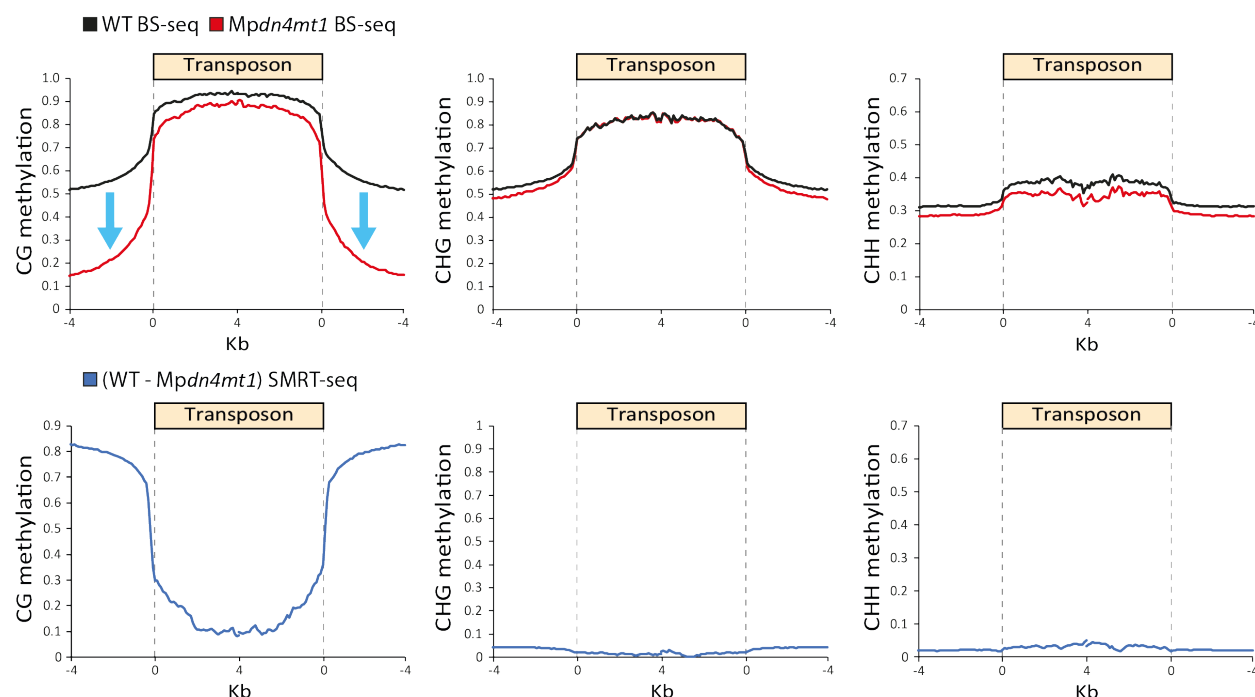 WT BS-seq Mpdn4mt1 BS-seq
Transposon Transposon Transposon
CG methylation
1.0
0.9
0.8
0.7
0.6
0.5
0.4
0.3
0.2
0.1
0
-4 0 4 0 -4
Kb
CHG methylation
1.0
0.9
0.8
0.7
0.6
0.5
0.4
0.3
0.2
0.1
0
-4 0 4 0 -4
Kb
CHH methylation
0.7
0.6
0.5
0.4
0.3
0.2
0.1
0
-4 0 4 0 -4
Kb
(WT - Mpdn4mt1) SMRT-seq
Transposon Transposon Transposon
CG methylation
0.9
0.8
0.7
0.6
0.5
0.4
0.3
0.2
0.1
0
-4 0 4 0 -4
Kb
CHG methylation
1
0.9
0.8
0.7
0.6
0.5
0.4
0.3
0.2
0.1
0
-4 0 4 0 -4
Kb
CHH methylation
0.7
0.6
0.5
0.4
0.3
0.2
0.1
0
-4 0 4 0 -4
Kb